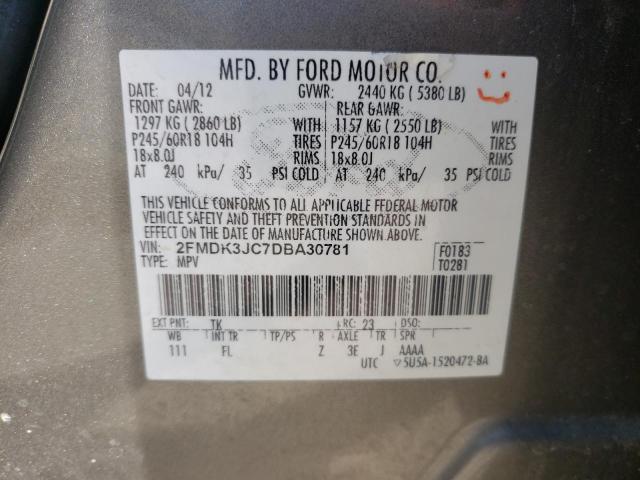 MFD. BY FORD MOTOR CO.
DATE: 04/12 GVWR: 2440 KG ( 5380 LB)
FRONT GAWR: REAR GAWR:
1297 KG ( 2860 LB) WITH 1157 KG ( 2550 LB) WITH
P245/60R18 104H TIRES P245/60R18 104H TIRES
18x8.0J RIMS 18x8.0J RIMS
AT 240 kPa/ 35 PSI COLD AT 240 kPa/ 35 PSI COLD
THIS VEHICLE CONFORMS TO ALL APPLICABLE FEDERAL MOTOR
VEHICLE SAFETY AND THEFT PREVENTION STANDARDS IN
EFFECT ON THE DATE OF MANUFACTURE SHOWN ABOVE.
VIN: 2FMDK3JC7DBA30781 F0183
TYPE: MPV T0281
EXT PNT: TK RC: 23 DSO:
WB INT TR TP/PS R AXLE TR SPR
111 FL Z 3E J AAAA
UTC 5U5A-1520472-BA